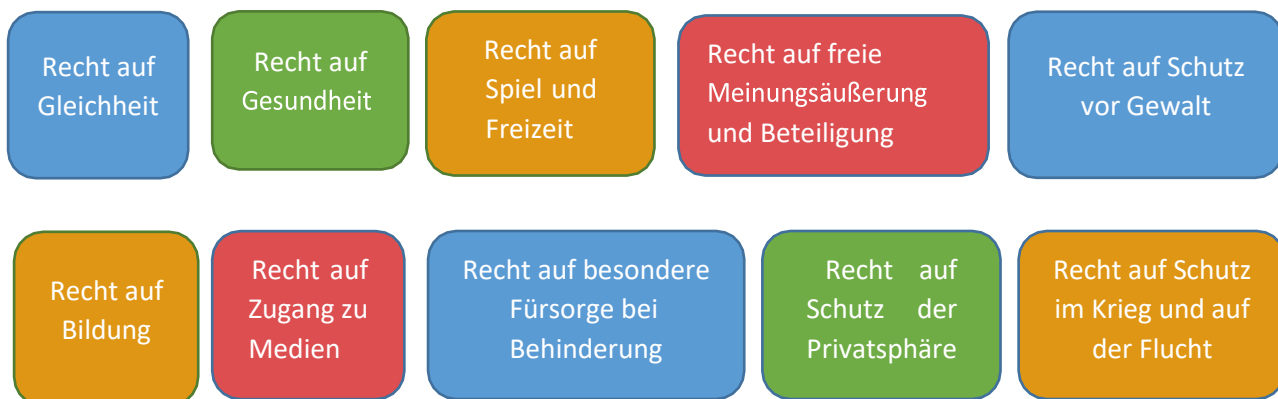 Recht auf
Gleichheit
Recht auf
Gesundheit
Recht auf
Spiel und
Freizeit
Recht auf freie
Meinungsäußerung
und Beteiligung
Recht auf Schutz
vor Gewalt
Recht auf
Bildung
Recht auf
Zugang zu
Medien
Recht auf besondere
Fürsorge bei
Behinderung
Recht auf
Schutz der
Privatsphäre
Recht auf Schutz
im Krieg und auf
der Flucht